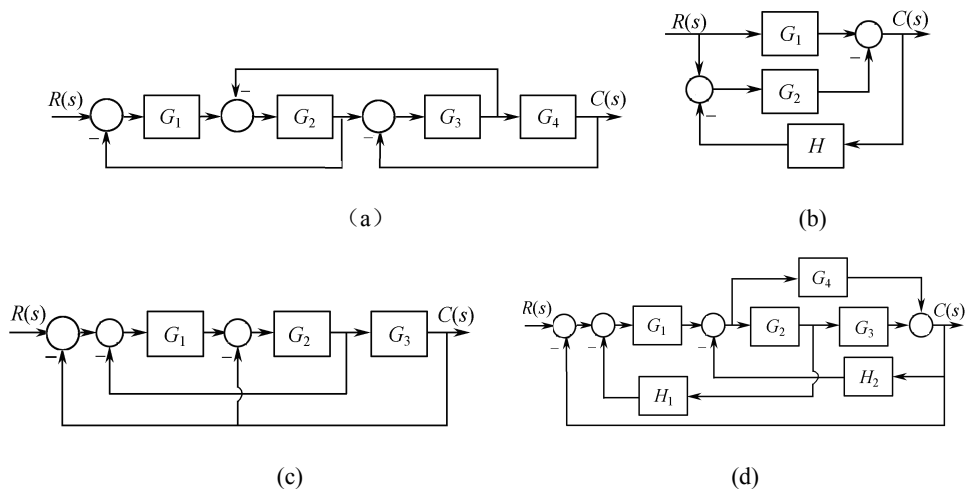 R(s)
G₁
G₂
G₃
G₄
C(s)
−
−
−
（a）
R(s)
G₁
C(s)
−
G₂
−
H
(b)
R(s)
G₁
G₂
G₃
C(s)
−
−
−
(c)
G₄
R(s)
G₁
G₂
G₃
C(s)
−
−
−
H₂
H₁
(d)